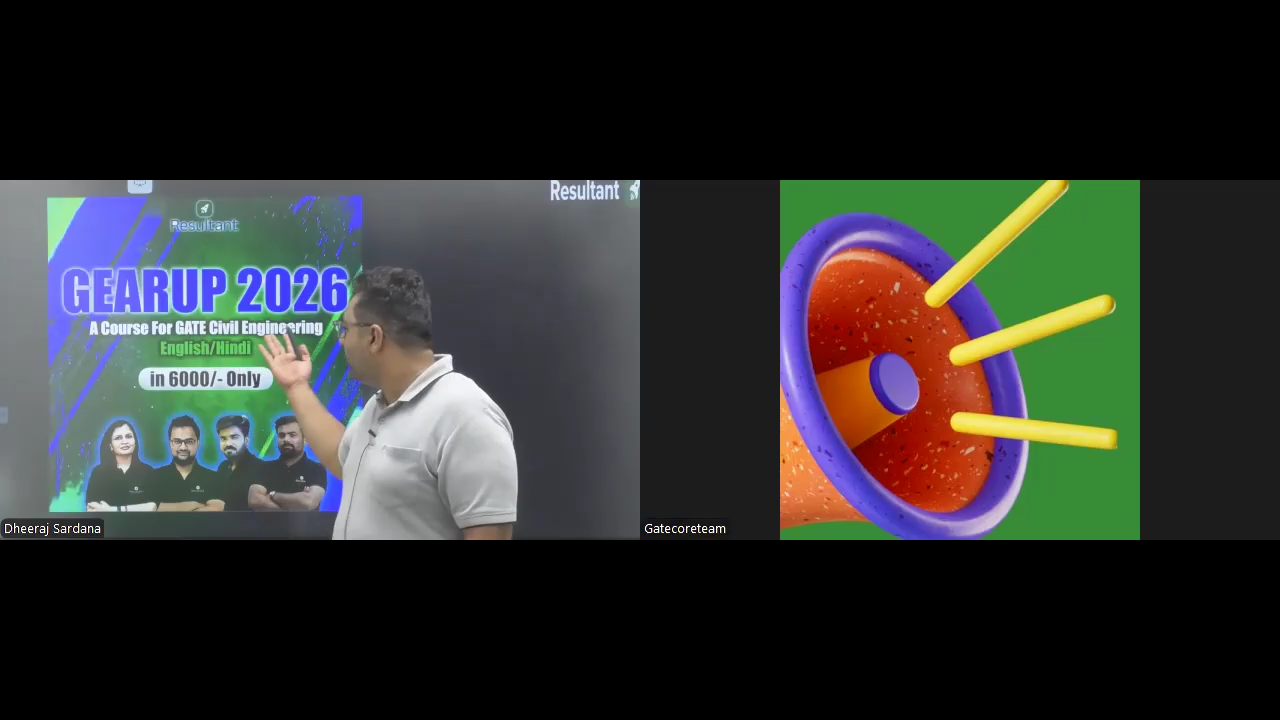 Resultant
Resultant
GEARUP 2026
A Course For GATE Civil Engineering
English/Hindi
in 6000/- Only
Dheeraj Sardana
Gatecoreteam